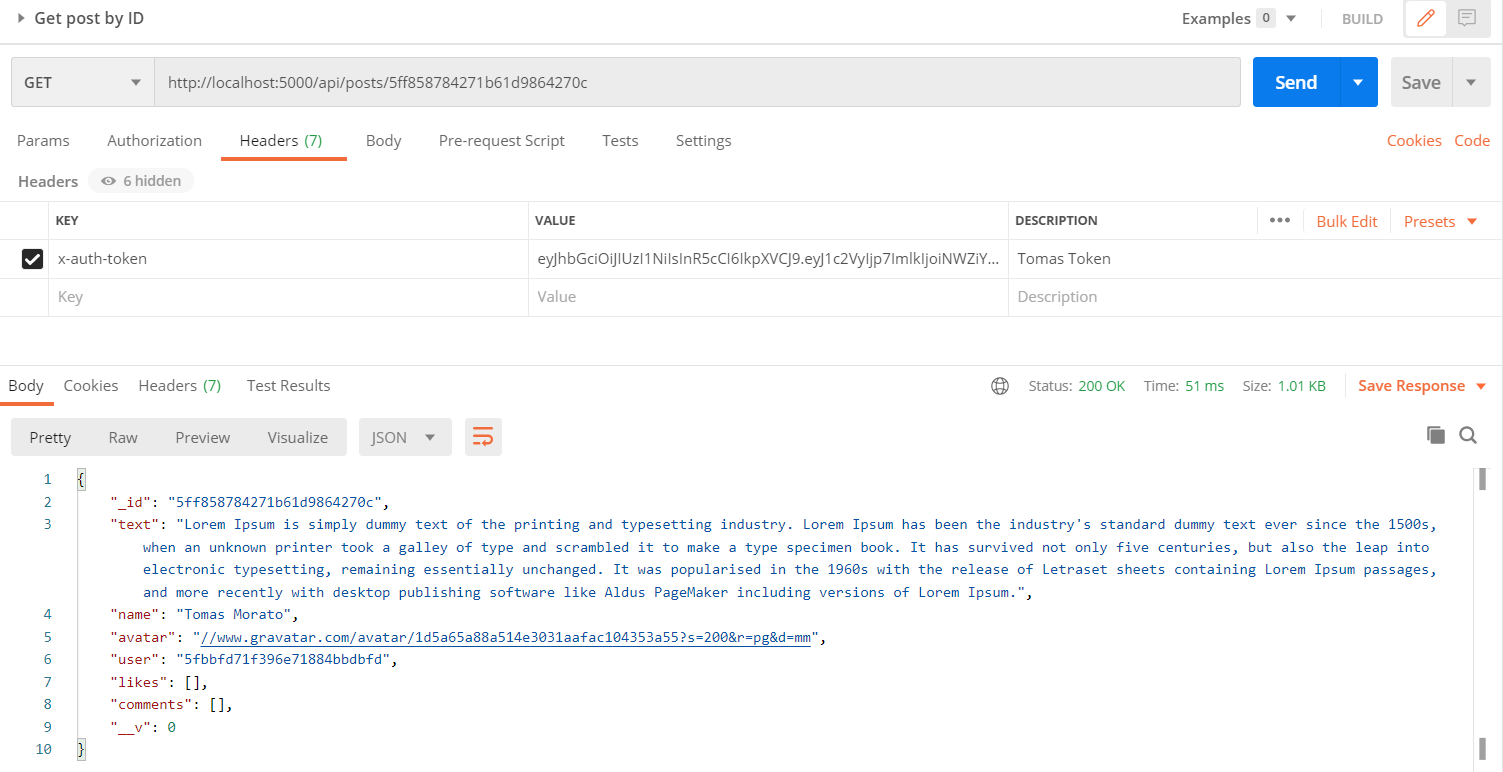 Get post by ID
Examples 0 BUILD
GET http://localhost:5000/api/posts/5ff858784271b61d9864270c Send Save
Params Authorization Headers (7) Body Pre-request Script Tests Settings Cookies Code
Headers 6 hidden
KEY VALUE DESCRIPTION ••• Bulk Edit Presets
x-auth-token eyJhbGciOiJIUzI1NiIsInR5cCI6IkpXVCJ9.eyJ1c2VyIjp7ImlkIjoiNWZiY... Tomas Token
Key Value Description
Body Cookies Headers (7) Test Results Status: 200 OK Time: 51 ms Size: 1.01 KB Save Response
Pretty Raw Preview Visualize JSON
1 {
2 "_id": "5ff858784271b61d9864270c",
3 "text": "Lorem Ipsum is simply dummy text of the printing and typesetting industry. Lorem Ipsum has been the industry's standard dummy text ever since the 1500s,
when an unknown printer took a galley of type and scrambled it to make a type specimen book. It has survived not only five centuries, but also the leap into
electronic typesetting, remaining essentially unchanged. It was popularised in the 1960s with the release of Letraset sheets containing Lorem Ipsum passages,
and more recently with desktop publishing software like Aldus PageMaker including versions of Lorem Ipsum.",
4 "name": "Tomas Morato",
5 "avatar": "//www.gravatar.com/avatar/1d5a65a88a514e3031aafac104353a55?s=200&r=pg&d=mm",
6 "user": "5fbbfd71f396e71884bbdbfd",
7 "likes": [],
8 "comments": [],
9 "__v": 0
10 }